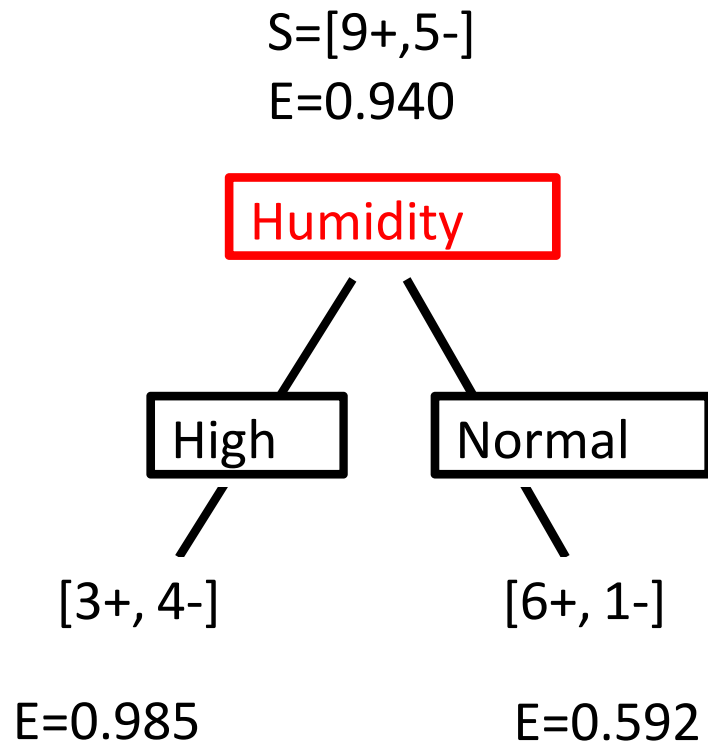 S=[9+,5-]
E=0.940
Humidity
High
Normal
[3+, 4-]
[6+, 1-]
E=0.985
E=0.592